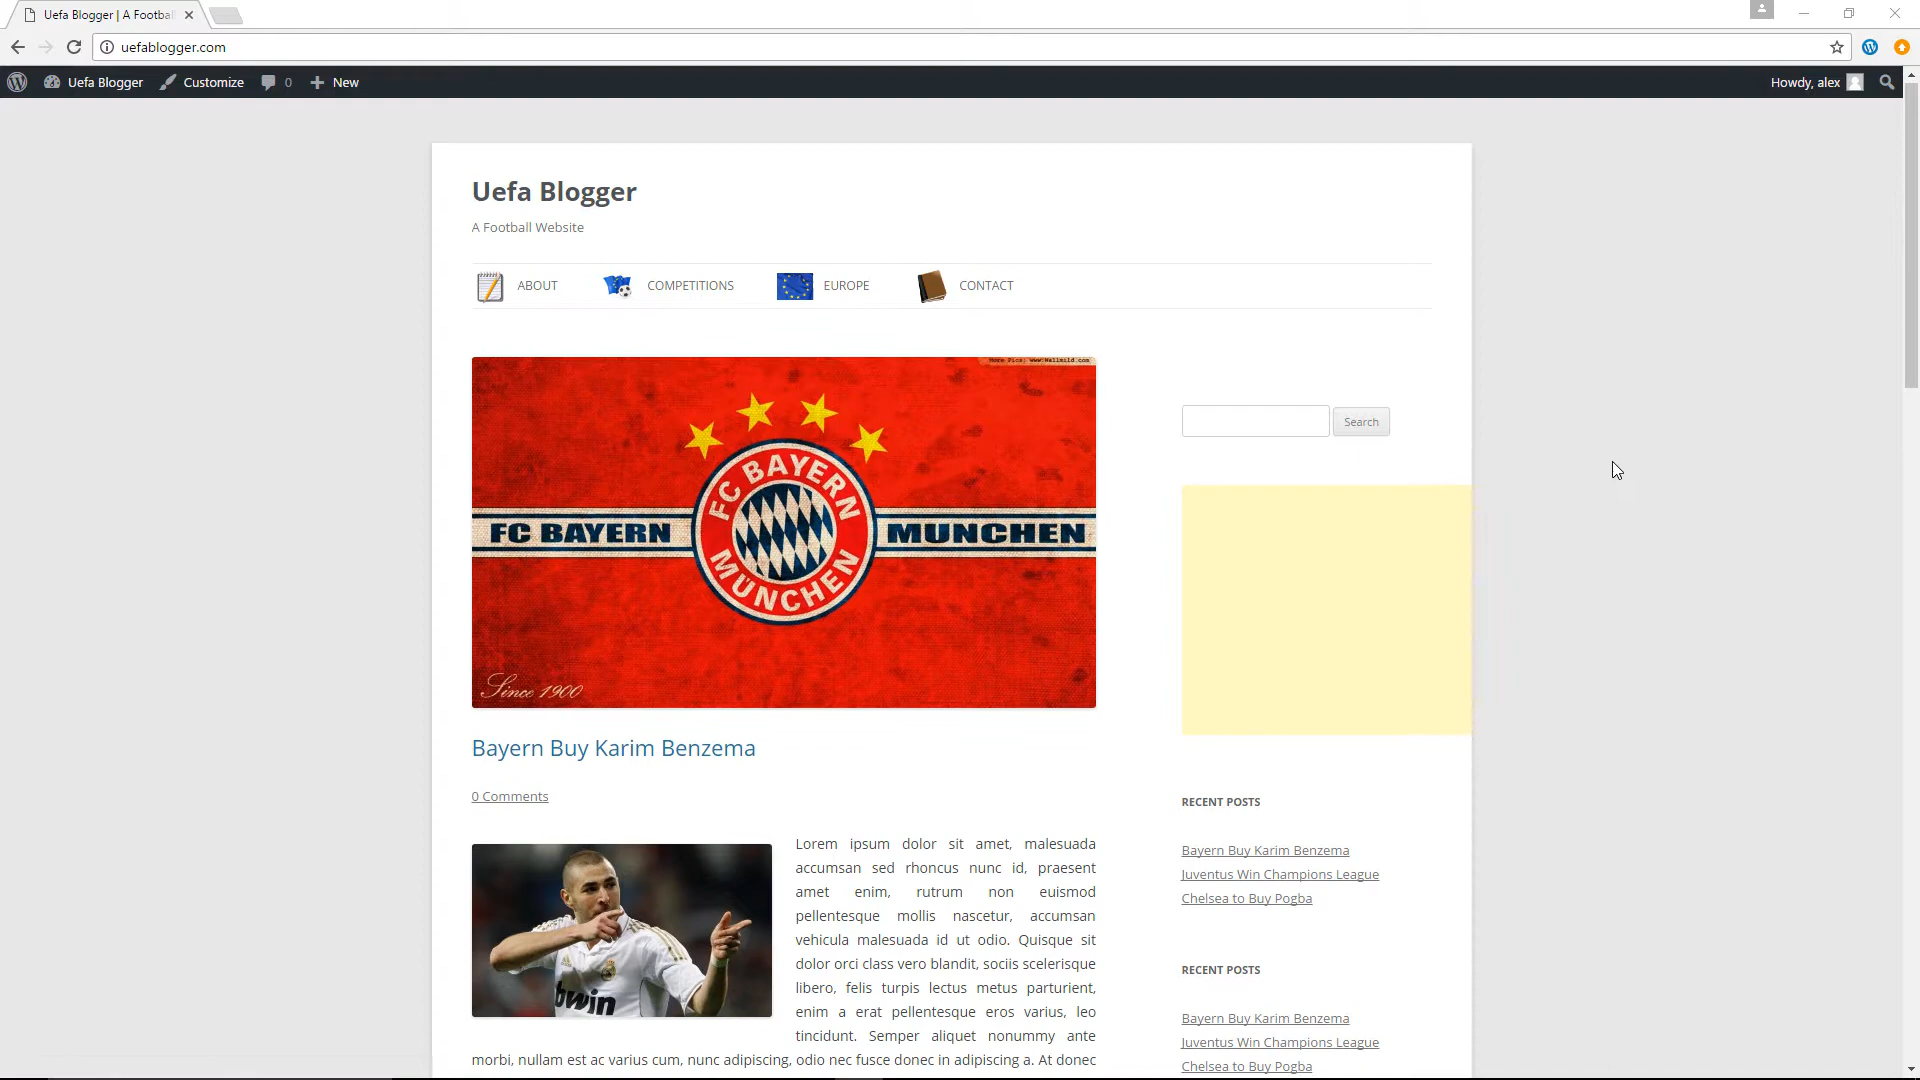 Uefa Blogger | A Footba
uefablogger.com
Uefa Blogger
Customize
0
New
Howdy, alex
Uefa Blogger
A Football Website
ABOUT
COMPETITIONS
EUROPE
CONTACT
More Pics: www.Wallmild.com
FC BAYERN
MÜNCHEN
FC BAYERN
MUNCHEN
Since 1900
Search
Bayern Buy Karim Benzema
0 Comments
bwin
Lorem ipsum dolor sit amet, malesuada
accumsan sed rhoncus nunc id, praesent
amet enim, rutrum non euismod
pellentesque mollis nascetur, accumsan
vehicula malesuada id ut odio. Quisque sit
dolor orci class vero blandit, sociis scelerisque
libero, felis turpis lectus metus parturient,
enim a erat pellentesque eros varius, leo
tincidunt. Semper aliquet nonummy ante
morbi, nullam est ac varius cum, nunc adipiscing, odio nec fusce donec in adipiscing a. At donec
RECENT POSTS
Bayern Buy Karim Benzema
Juventus Win Champions League
Chelsea to Buy Pogba
RECENT POSTS
Bayern Buy Karim Benzema
Juventus Win Champions League
Chelsea to Buy Pogba